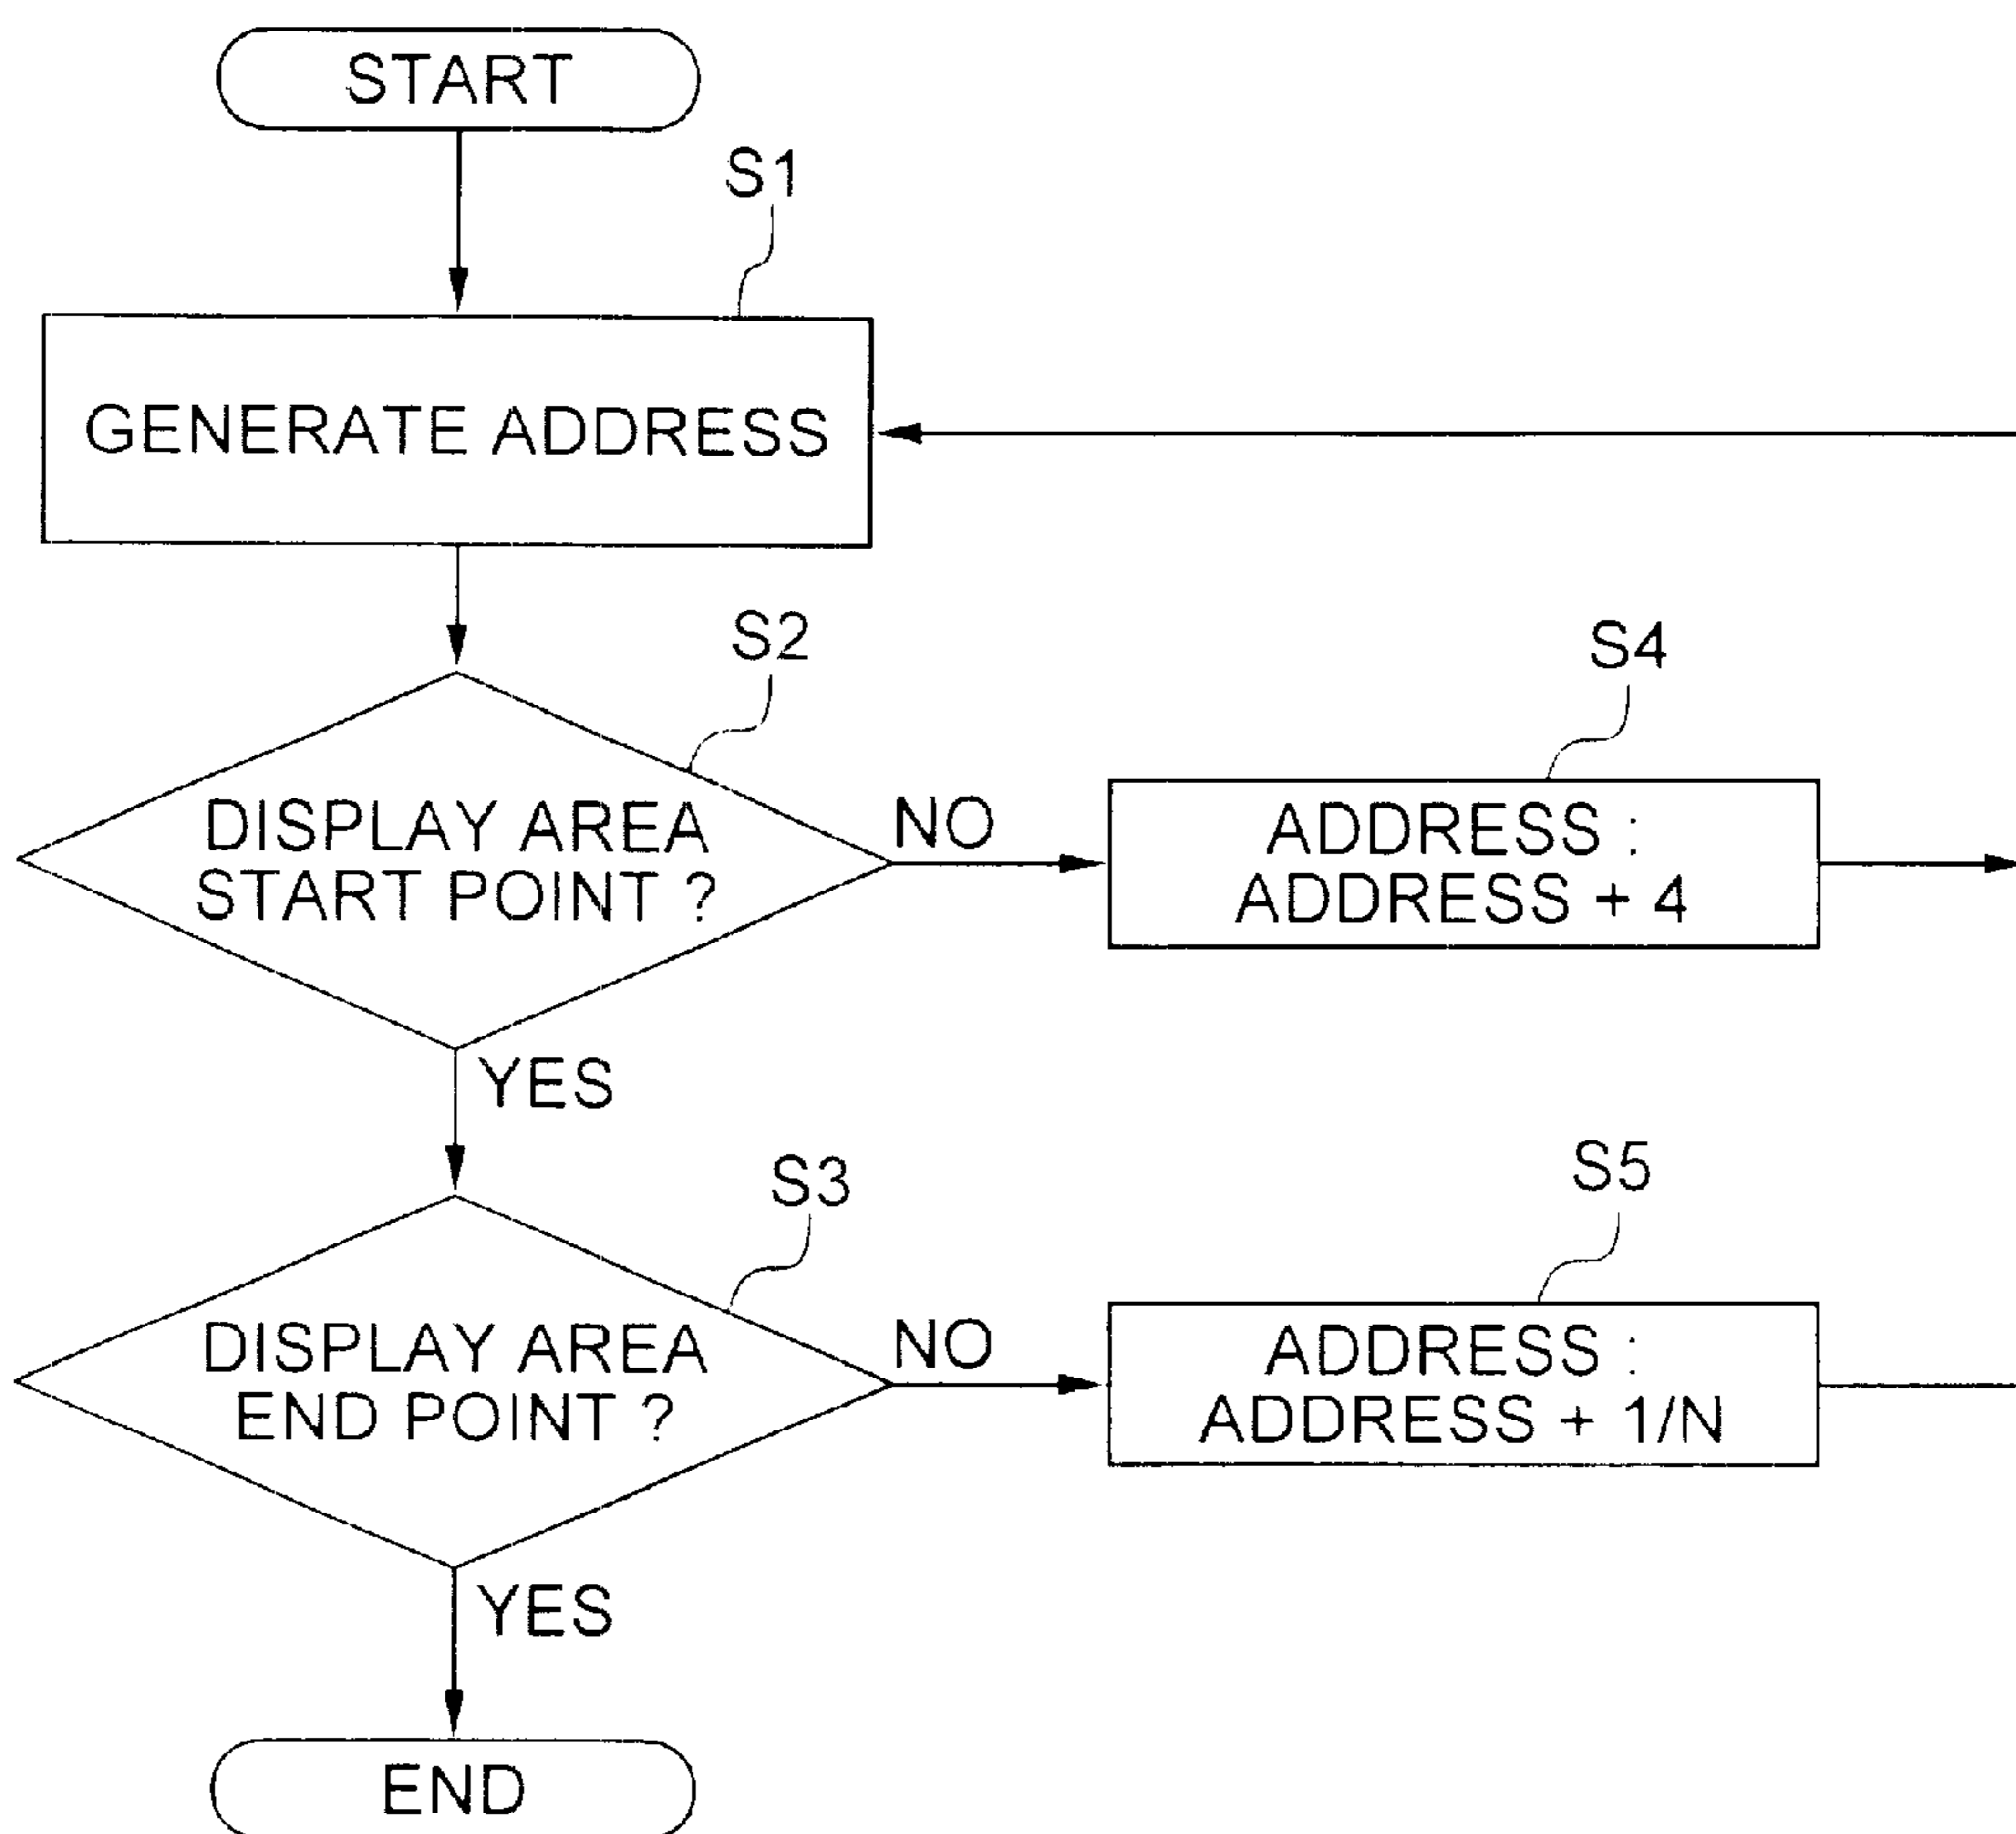 START
S1
GENERATE ADDRESS
S2
DISPLAY AREA
START POINT ?
NO
S4
ADDRESS :
ADDRESS + 4
YES
S3
DISPLAY AREA
END POINT ?
NO
S5
ADDRESS :
ADDRESS + 1/N
YES
END